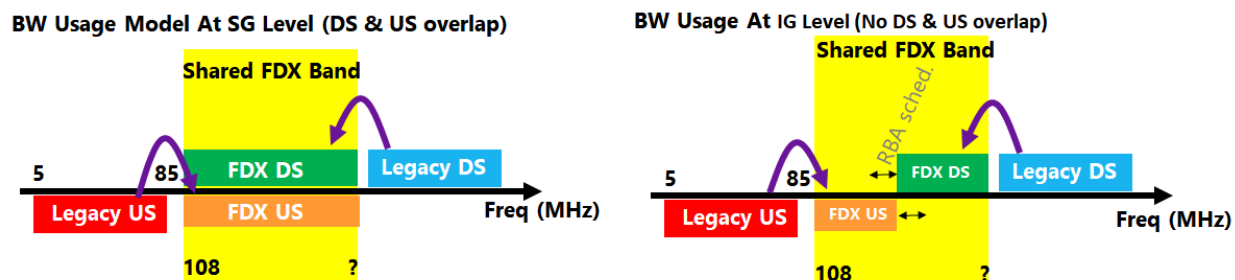 BW Usage Model At SG Level (DS & US overlap)
Shared FDX Band
5
85
FDX DS
Legacy DS
Legacy US
FDX US
Freq (MHz)
108
?
BW Usage At IG Level (No DS & US overlap)
Shared FDX Band
RBA sched.
5
85
FDX DS
Legacy DS
Legacy US
FDX US
Freq (MHz)
108
?